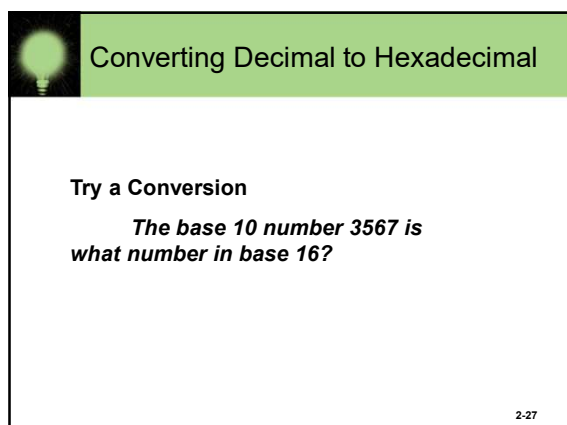 Converting Decimal to Hexadecimal
Try a Conversion
The base 10 number 3567 is
what number in base 16?
2-27